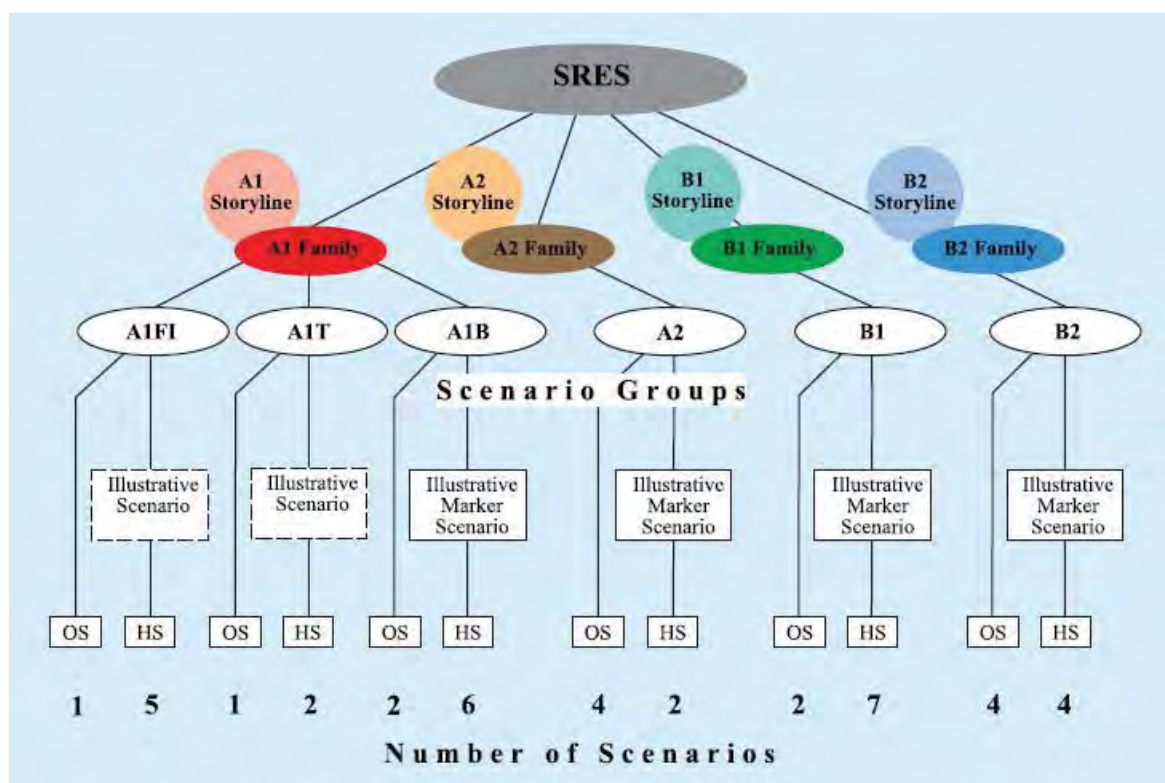 SRES
A1
Storyline
A2
Storyline
B1
Storyline
B2
Storyline
A1 Family
A2 Family
B1 Family
B2 Family
A1FI
A1T
A1B
A2
B1
B2
Scenario Groups
Illustrative
Scenario
Illustrative
Scenario
Illustrative
Marker
Scenario
Illustrative
Marker
Scenario
Illustrative
Marker
Scenario
Illustrative
Marker
Scenario
OS HS OS HS OS HS OS HS OS HS OS HS
1 5 1 2 2 6 4 2 2 7 4 4
Number of Scenarios